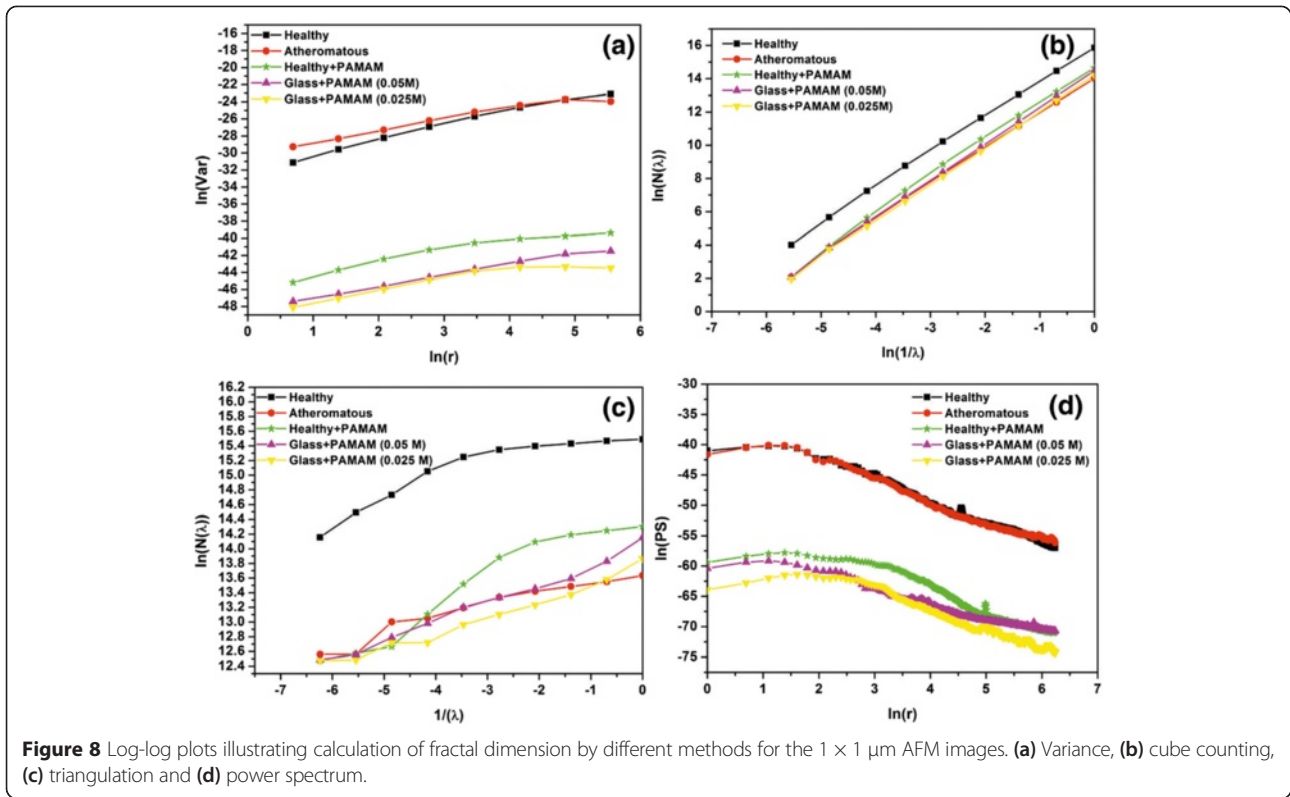 (a)
Healthy
Atheromatous
Healthy+PAMAM
Glass+PAMAM (0.05M)
Glass+PAMAM (0.025M)
ln(Var)
-16
-18
-20
-22
-24
-26
-28
-30
-32
-34
-36
-38
-40
-42
-44
-46
-48
0 1 2 3 4 5 6
ln(r)
(b)
Healthy
Atheromatous
Healthy+PAMAM
Glass+PAMAM (0.05M)
Glass+PAMAM (0.025M)
ln(N(λ))
16
14
12
10
8
6
4
2
0
-7 -6 -5 -4 -3 -2 -1 0
ln(1/λ)
(c)
Healthy
Atheromatous
Healthy+PAMAM
Glass+PAMAM (0.05 M)
Glass+PAMAM (0.025 M)
ln(N(λ))
16.2
16.0
15.8
15.6
15.4
15.2
15.0
14.8
14.6
14.4
14.2
14.0
13.8
13.6
13.4
13.2
13.0
12.8
12.6
12.4
-7 -6 -5 -4 -3 -2 -1 0
1/(λ)
(d)
Healthy
Atheromatous
Healthy+PAMAM
Glass+PAMAM (0.05 M)
Glass+PAMAM (0.025 M)
ln(PS)
-30
-35
-40
-45
-50
-55
-60
-65
-70
-75
0 1 2 3 4 5 6 7
ln(r)
Figure 8 Log-log plots illustrating calculation of fractal dimension by different methods for the 1 × 1 μm AFM images. (a) Variance, (b) cube counting,
(c) triangulation and (d) power spectrum.